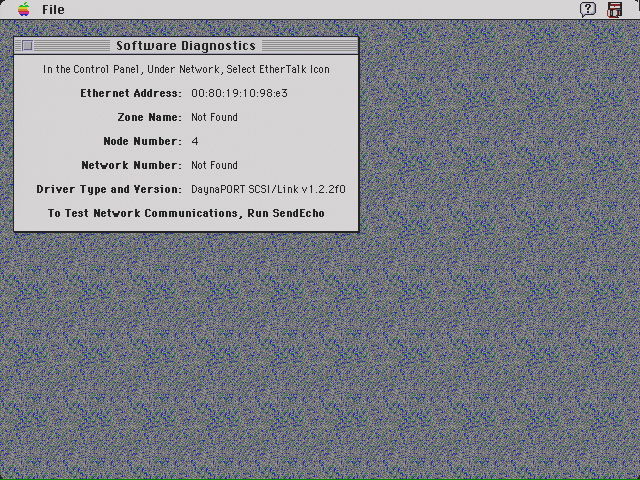 File
Software Diagnostics
In the Control Panel, Under Network, Select EtherTalk Icon
Ethernet Address: 00:80:19:10:98:e3
Zone Name: Not Found
Node Number: 4
Network Number: Not Found
Driver Type and Version: DaynaPORT SCSI/Link v1.2.2f0
To Test Network Communications, Run SendEcho